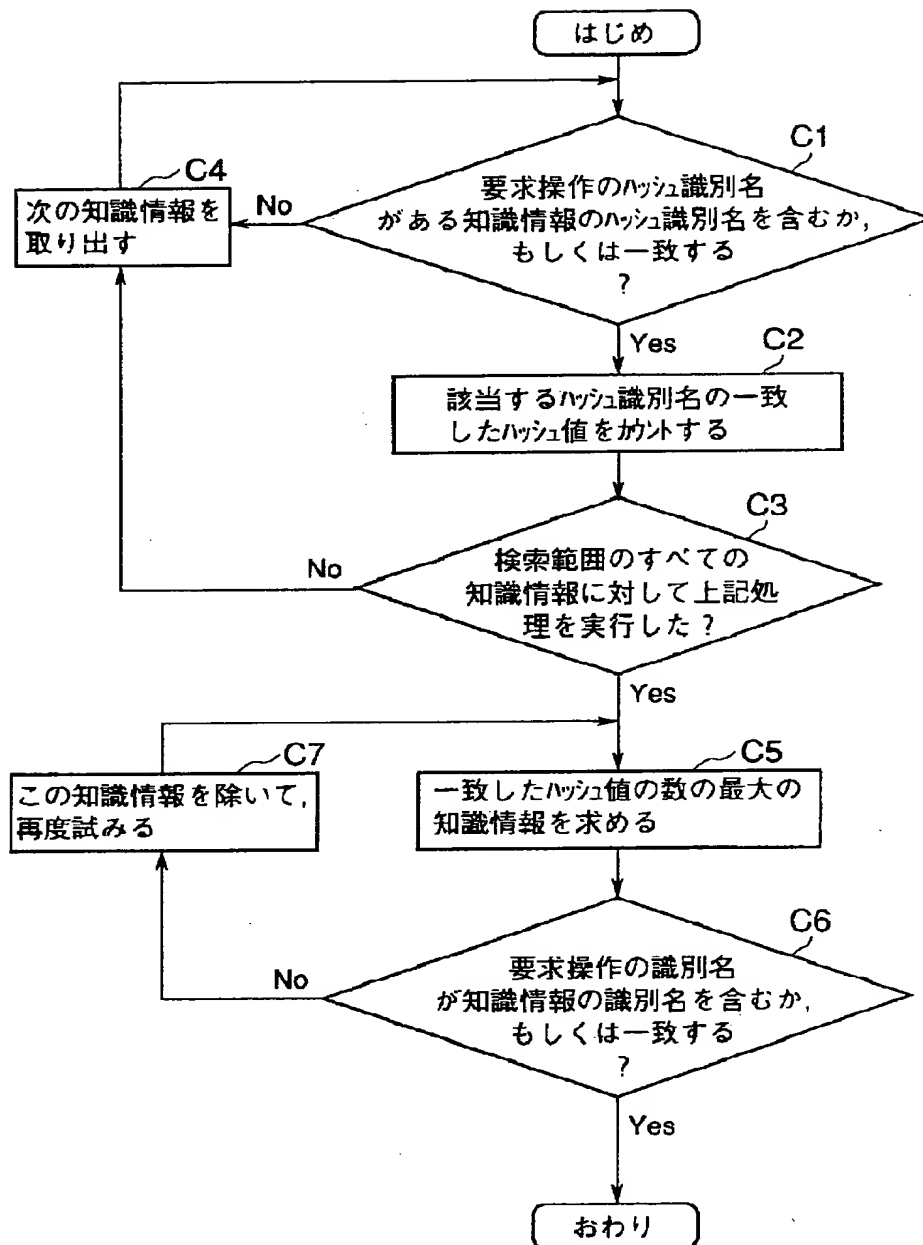 はじめ
C1
要求操作のハッシュ識別名
がある知識情報のハッシュ識別名を含むか,
もしくは一致する
?
C4
次の知識情報を
取り出す
No
Yes
C2
該当するハッシュ識別名の一致
したハッシュ値をカウントする
C3
検索範囲のすべての
知識情報に対して上記処
理を実行した?
No
Yes
C7
この知識情報を除いて,
再度試みる
C5
一致したハッシュ値の数の最大の
知識情報を求める
C6
要求操作の識別名
が知識情報の識別名を含むか,
もしくは一致する
?
No
Yes
おわり